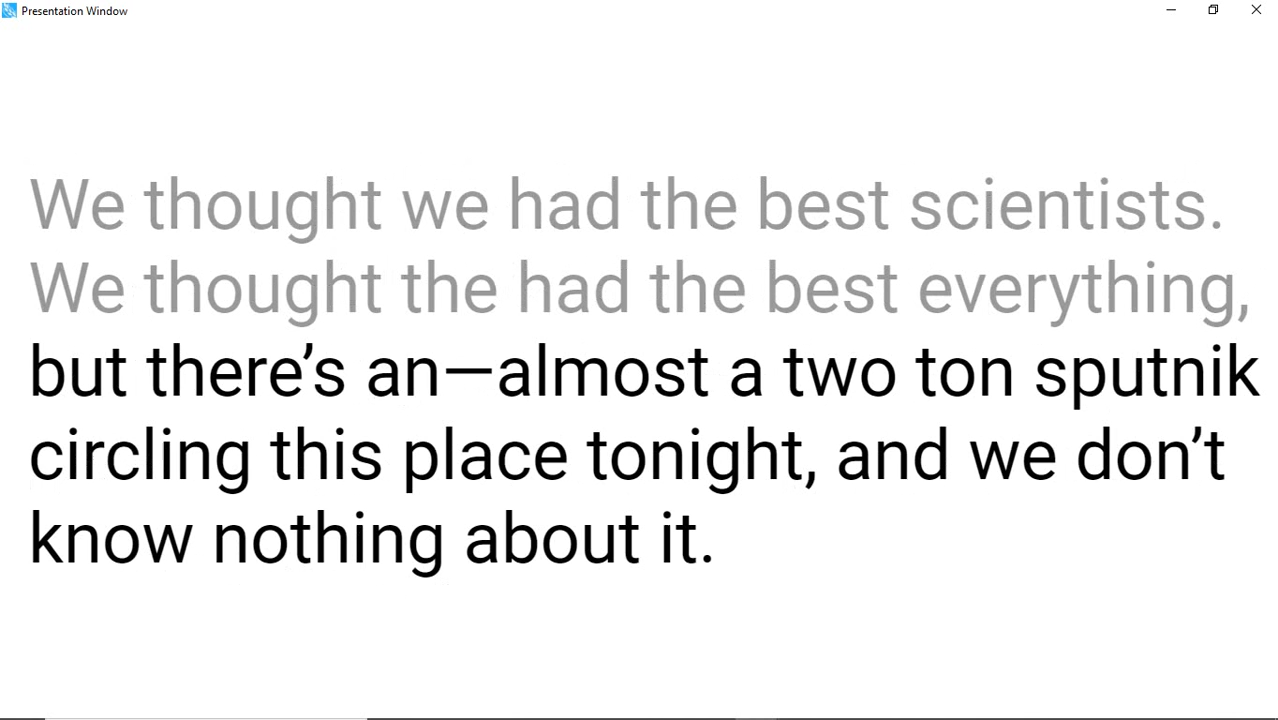 Presentation Window
We thought we had the best scientists.
We thought the had the best everything,
but there’s an—almost a two ton sputnik
circling this place tonight, and we don’t
know nothing about it.